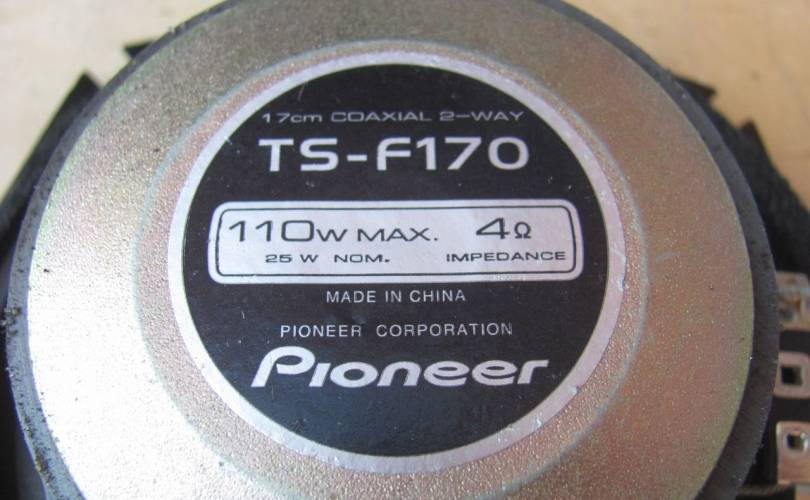 17cm COAXIAL 2-WAY
TS-F170
110W MAX. 4Ω
25 W NOM. IMPEDANCE
MADE IN CHINA
PIONEER CORPORATION
Pioneer